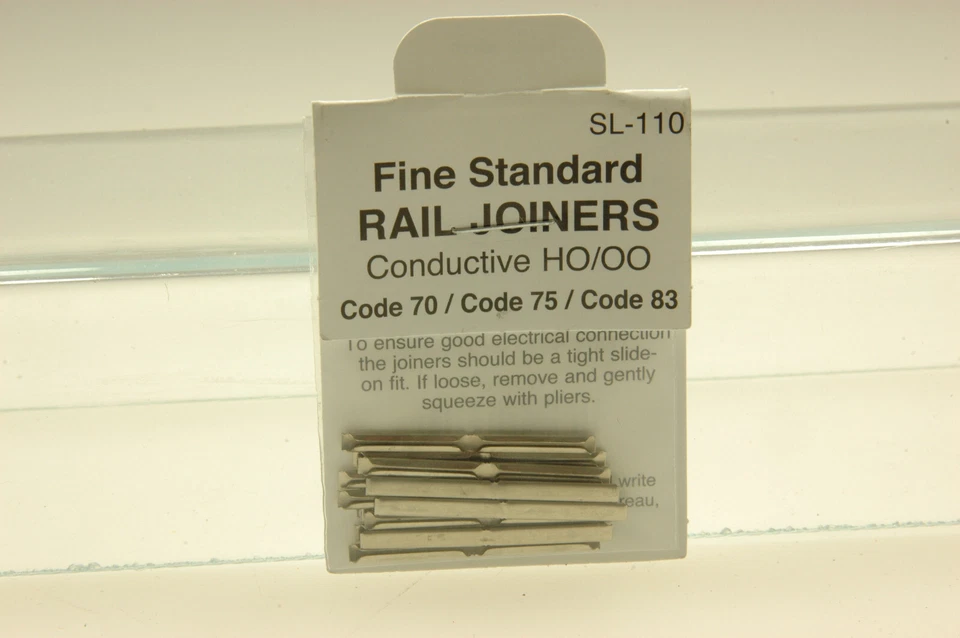 SL-110
Fine Standard
RAIL JOINERS
Conductive HO/OO
Code 70 / Code 75 / Code 83
To ensure good electrical connection
the joiners should be a tight slide-
on fit. If loose, remove and gently
squeeze with pliers.
write